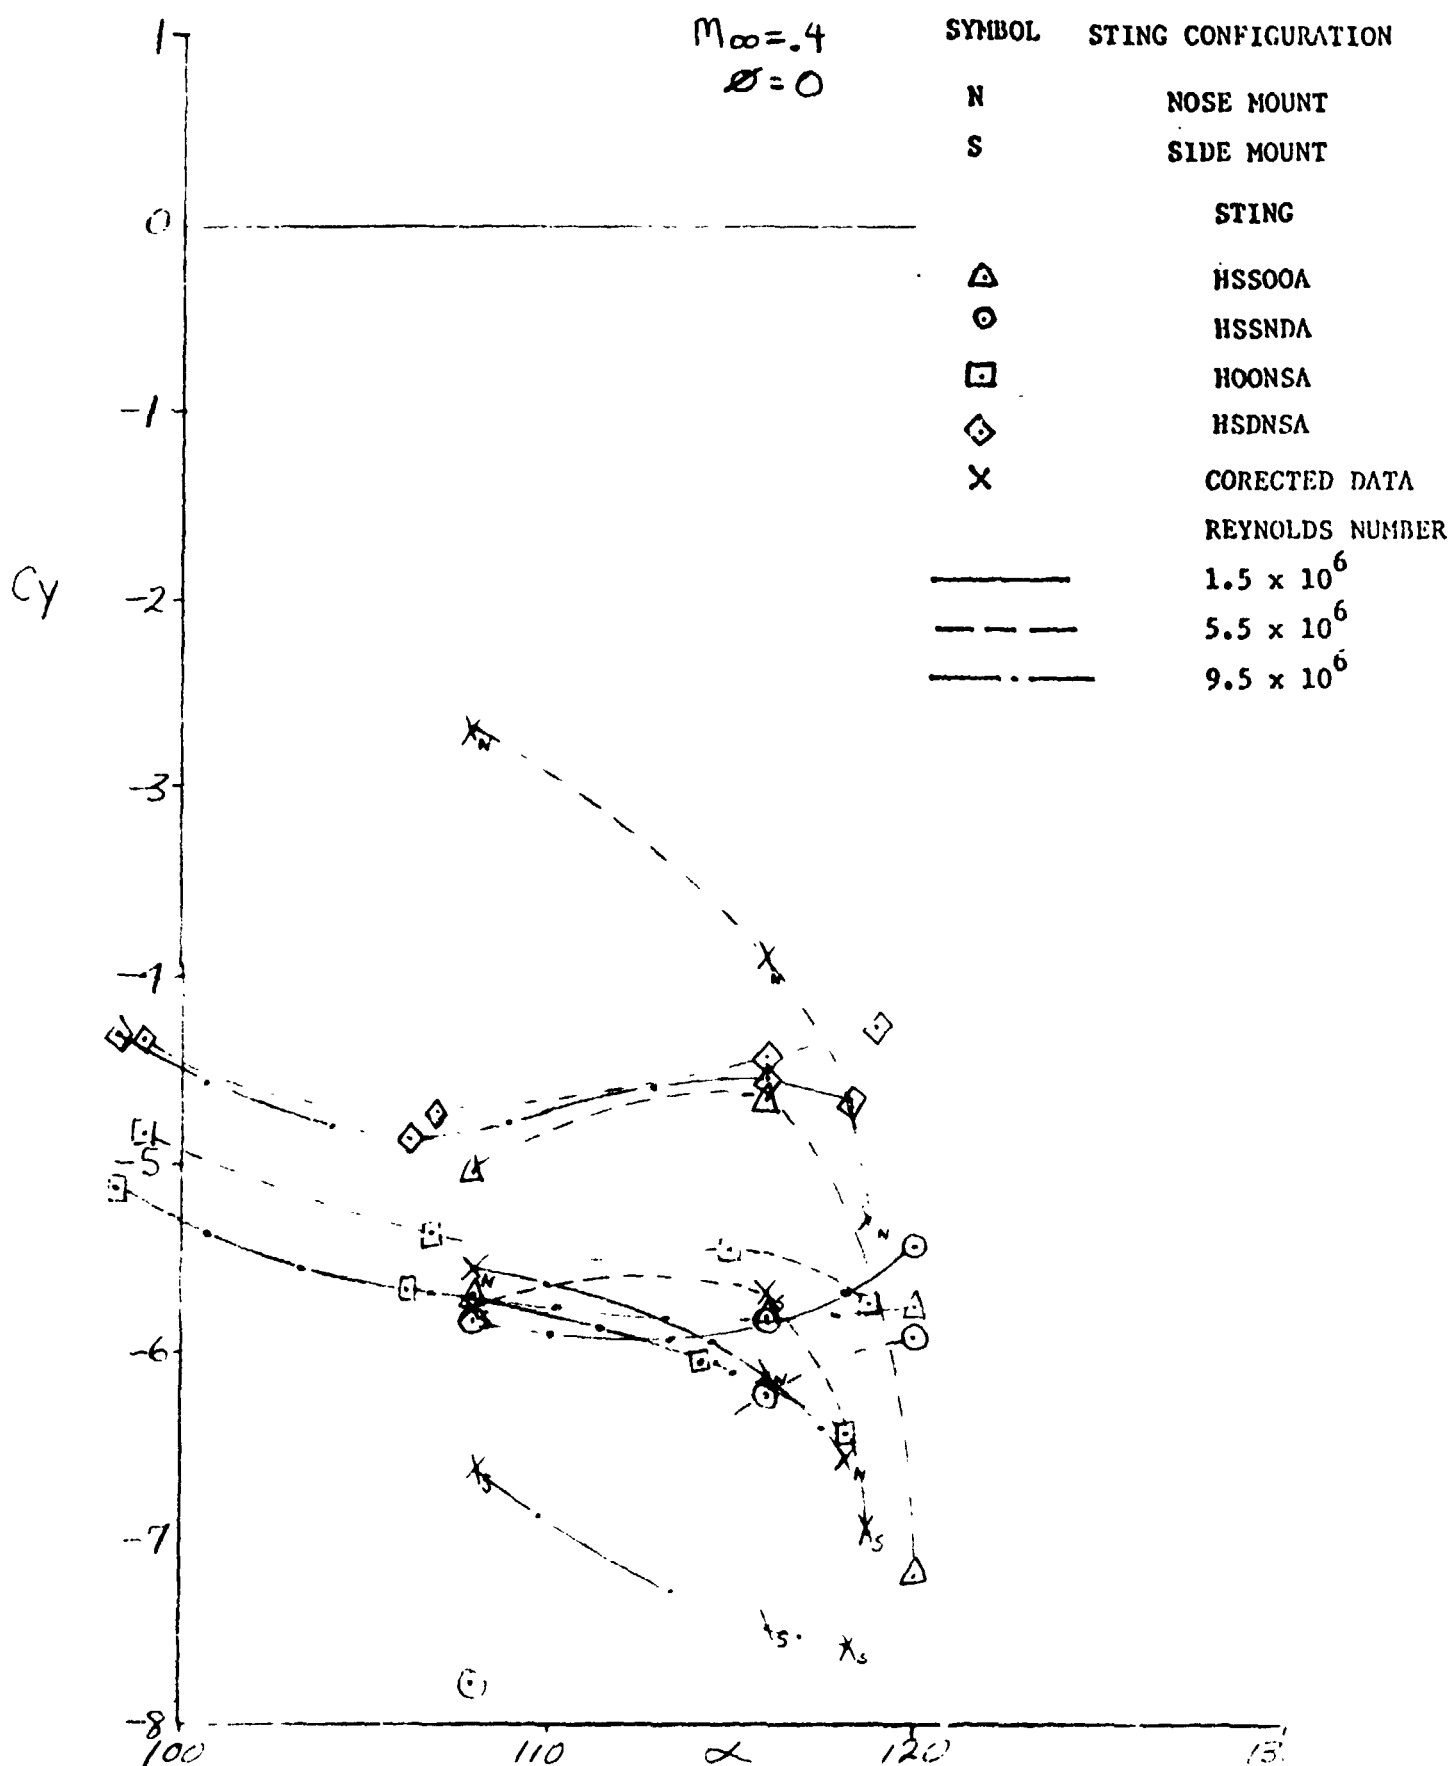 M∞=.4
ø=0
SYMBOL STING CONFIGURATION
N NOSE MOUNT
S SIDE MOUNT
STING
HSSOOA
HSSNDA
HOONSA
HSDNSA
X CORECTED DATA
REYNOLDS NUMBER
1.5 x 10^6
5.5 x 10^6
9.5 x 10^6
Cy
1
0
-1
-2
-3
-5
-6
-7
-8
N
N
N
N
N
N
S
S
S
S
S
100 110 α 120